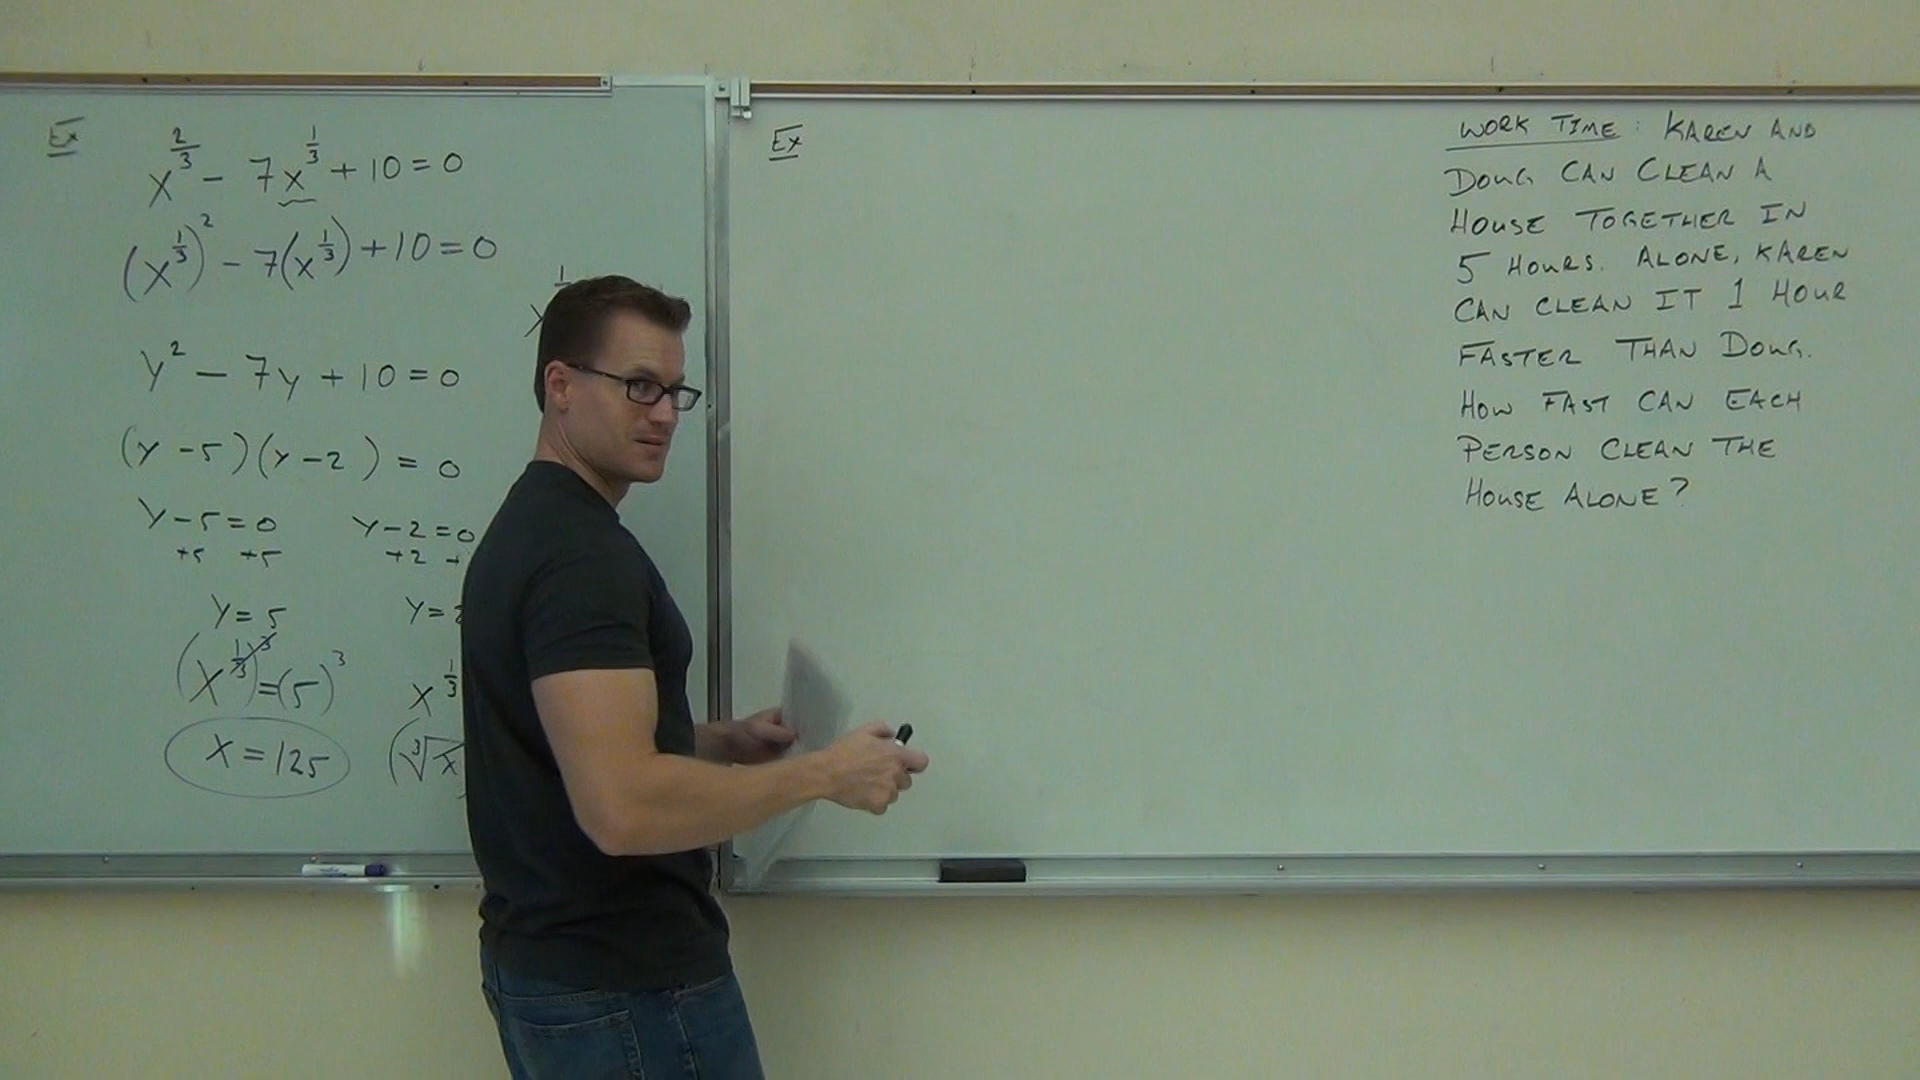 Ex
x^{2/3} - 7x^{1/3} + 10 = 0
(x^{1/3})^2 - 7(x^{1/3}) + 10 = 0
y^2 - 7y + 10 = 0
(y - 5)(y - 2) = 0
y - 5 = 0 y - 2 = 0
+5 +5 +2
y = 5 y =
(x^{1/3})^3 = (5)^3 x^{1/3}
x = 125 (∛x
Ex
WORK TIME: KAREN AND
DOUG CAN CLEAN A
HOUSE TOGETHER IN
5 HOURS. ALONE, KAREN
CAN CLEAN IT 1 HOUR
FASTER THAN DOUG.
HOW FAST CAN EACH
PERSON CLEAN THE
HOUSE ALONE?